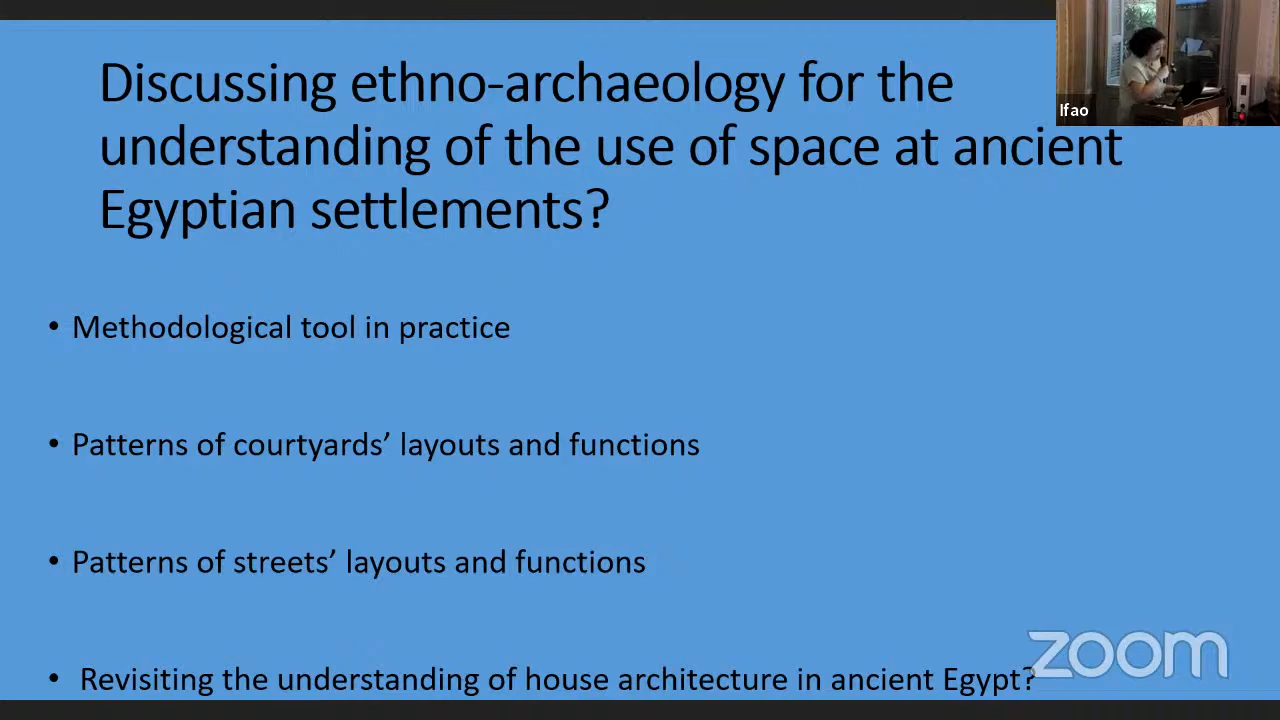 Discussing ethno-archaeology for the
understanding of the use of space at ancient
Egyptian settlements?
Ifao
• Methodological tool in practice
• Patterns of courtyards’ layouts and functions
• Patterns of streets’ layouts and functions
• Revisiting the understanding of house architecture in ancient Egypt?
zoom